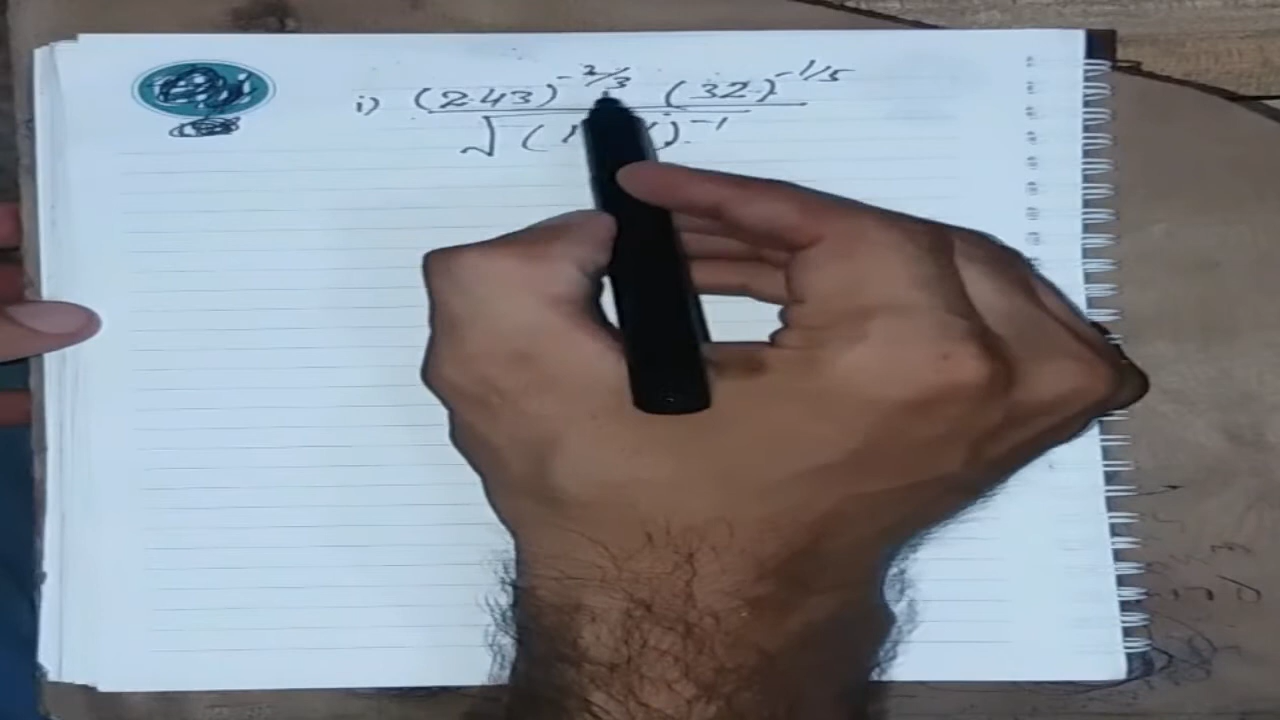 i) (243)^-2/3 (32)^-1/5
√( )^-1